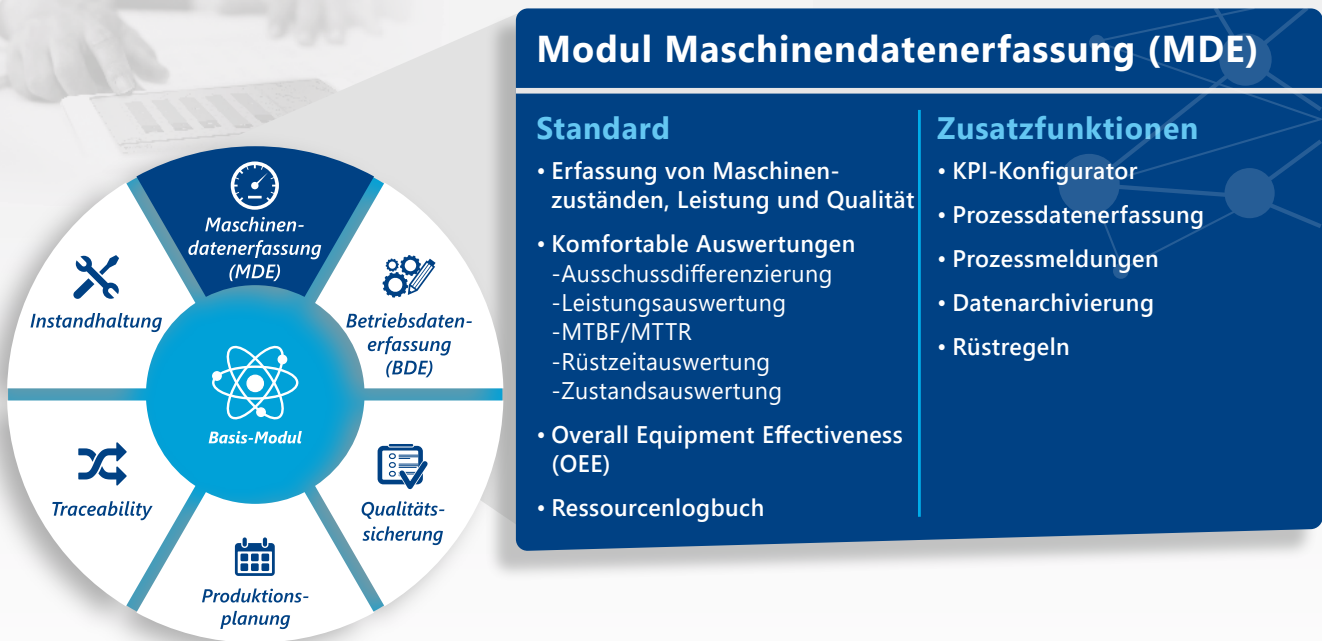 Modul Maschinendatenerfassung (MDE)
Standard
• Erfassung von Maschinen-
zuständen, Leistung und Qualität
• Komfortable Auswertungen
-Ausschussdifferenzierung
-Leistungsauswertung
-MTBF/MTTR
-Rüstzeitauswertung
-Zustandsauswertung
• Overall Equipment Effectiveness
(OEE)
• Ressourcenlogbuch
Zusatzfunktionen
• KPI-Konfigurator
• Prozessdatenerfassung
• Prozessmeldungen
• Datenarchivierung
• Rüstregeln
Maschinen-
datenerfassung
(MDE)
Betriebsdaten-
erfassung
(BDE)
Qualitäts-
sicherung
Produktions-
planung
Traceability
Instandhaltung
Basis-Modul